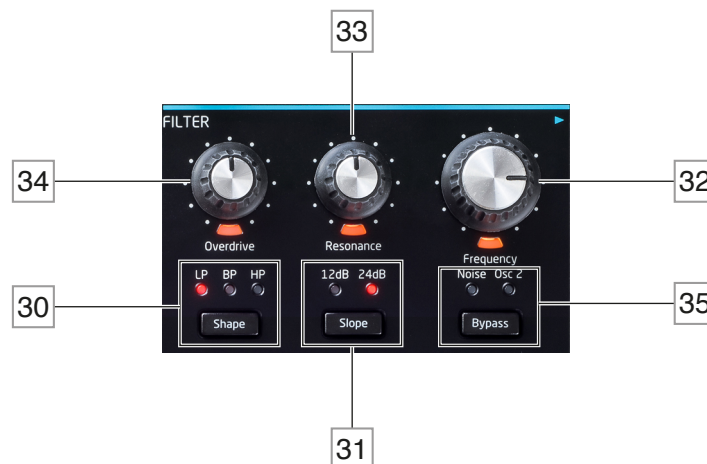 33
FILTER
34
32
Overdrive
Resonance
Frequency
LP BP HP
12dB 24dB
Noise Osc 2
30
35
Shape
Slope
Bypass
31